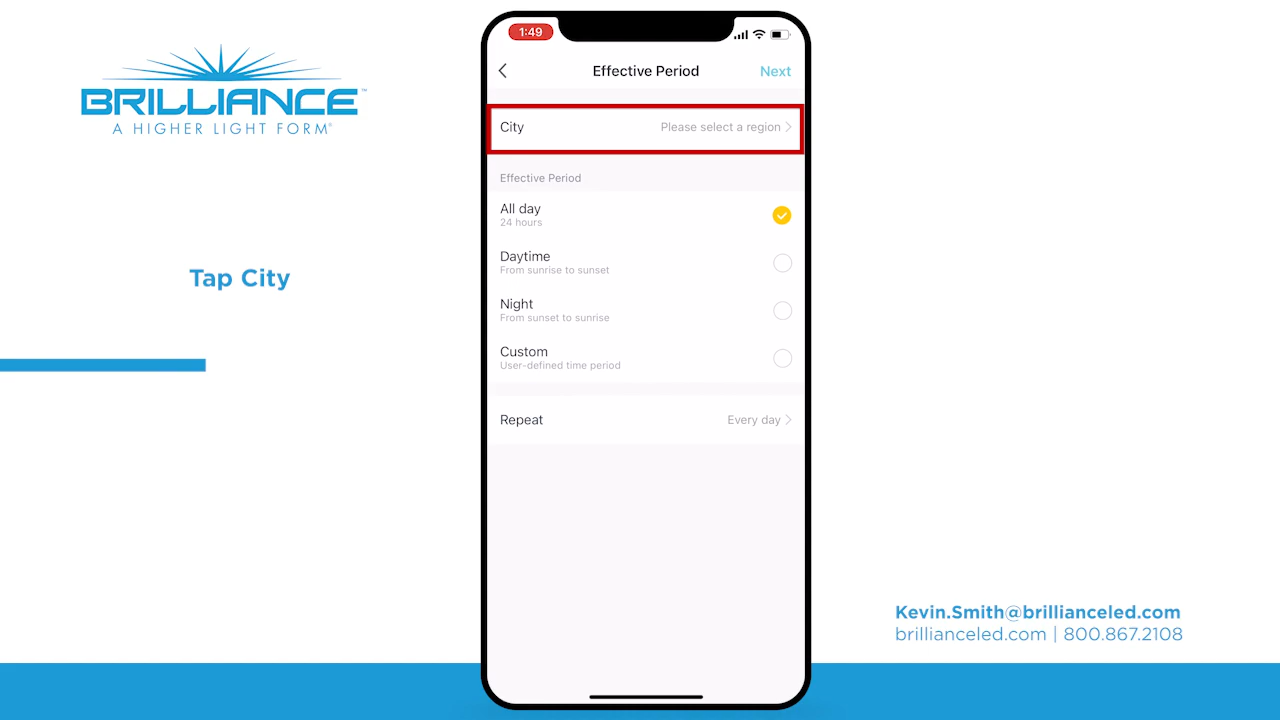 BRILLIANCE™
A HIGHER LIGHT FORM®
Tap City
1:49
Effective Period
Next
City
Please select a region
Effective Period
All day
24 hours
Daytime
From sunrise to sunset
Night
From sunset to sunrise
Custom
User-defined time period
Repeat
Every day
Kevin.Smith@brillianceled.com
brillianceled.com | 800.867.2108